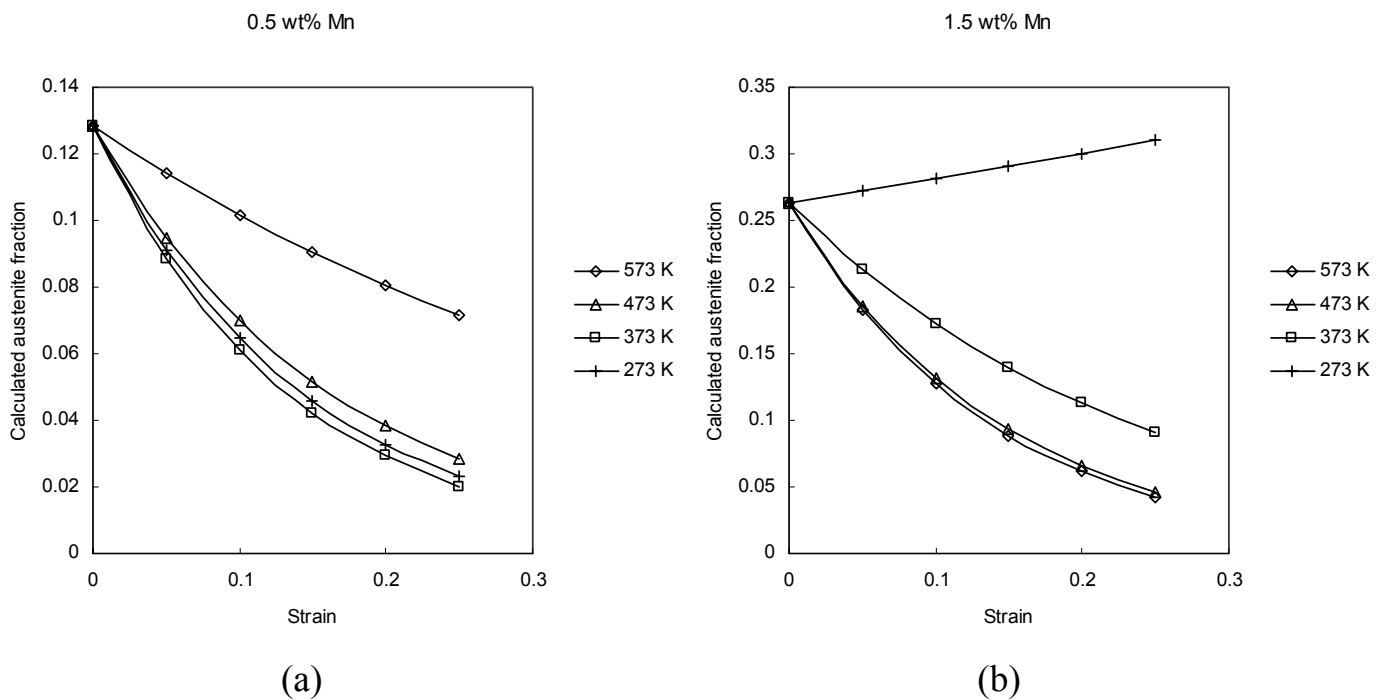 0.5 wt% Mn
0.14
0.12
0.1
0.08
0.06
0.04
0.02
0
0
0.1
0.2
0.3
Calculated austenite fraction
Strain
573 K
473 K
373 K
273 K
(a)
1.5 wt% Mn
0.35
0.3
0.25
0.2
0.15
0.1
0.05
0
0
0.1
0.2
0.3
Calculated austenite fraction
Strain
573 K
473 K
373 K
273 K
(b)